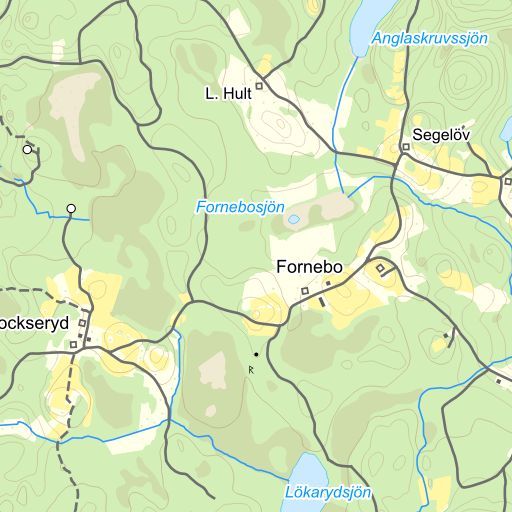 Anglaskruvssjön
L. Hult
Segelöv
Fornebosjön
Fornebo
ockseryd
R
Lökarydsjön